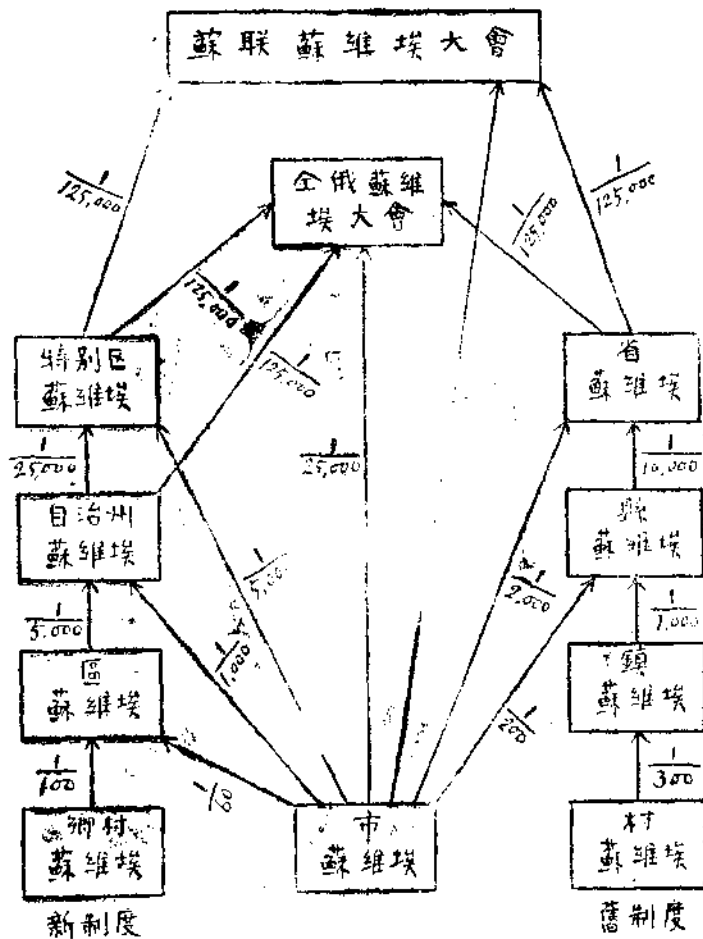 蘇联蘇維埃大會
全俄蘇維
埃大會
1/125,000
1/125,000
1/125,000
1/125,000
1/125,000
特别区
蘇維埃
省
蘇維埃
1/25,000
1/25,000
1/10,000
自治州
蘇維埃
縣
蘇維埃
1/5,000
1/5,000
1/1,000
1/2,000
1/1,000
區
蘇維埃
鎮
蘇維埃
1/200
1/100
1/60
1/300
鄉村
蘇維埃
市
蘇維埃
村
蘇維埃
新制度
舊制度